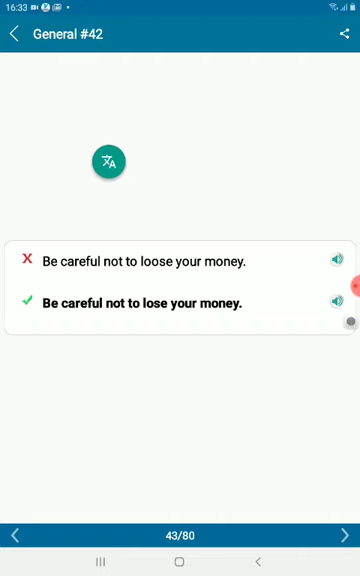 16:33
General #42
X Be careful not to loose your money.
✓ Be careful not to lose your money.
43/80